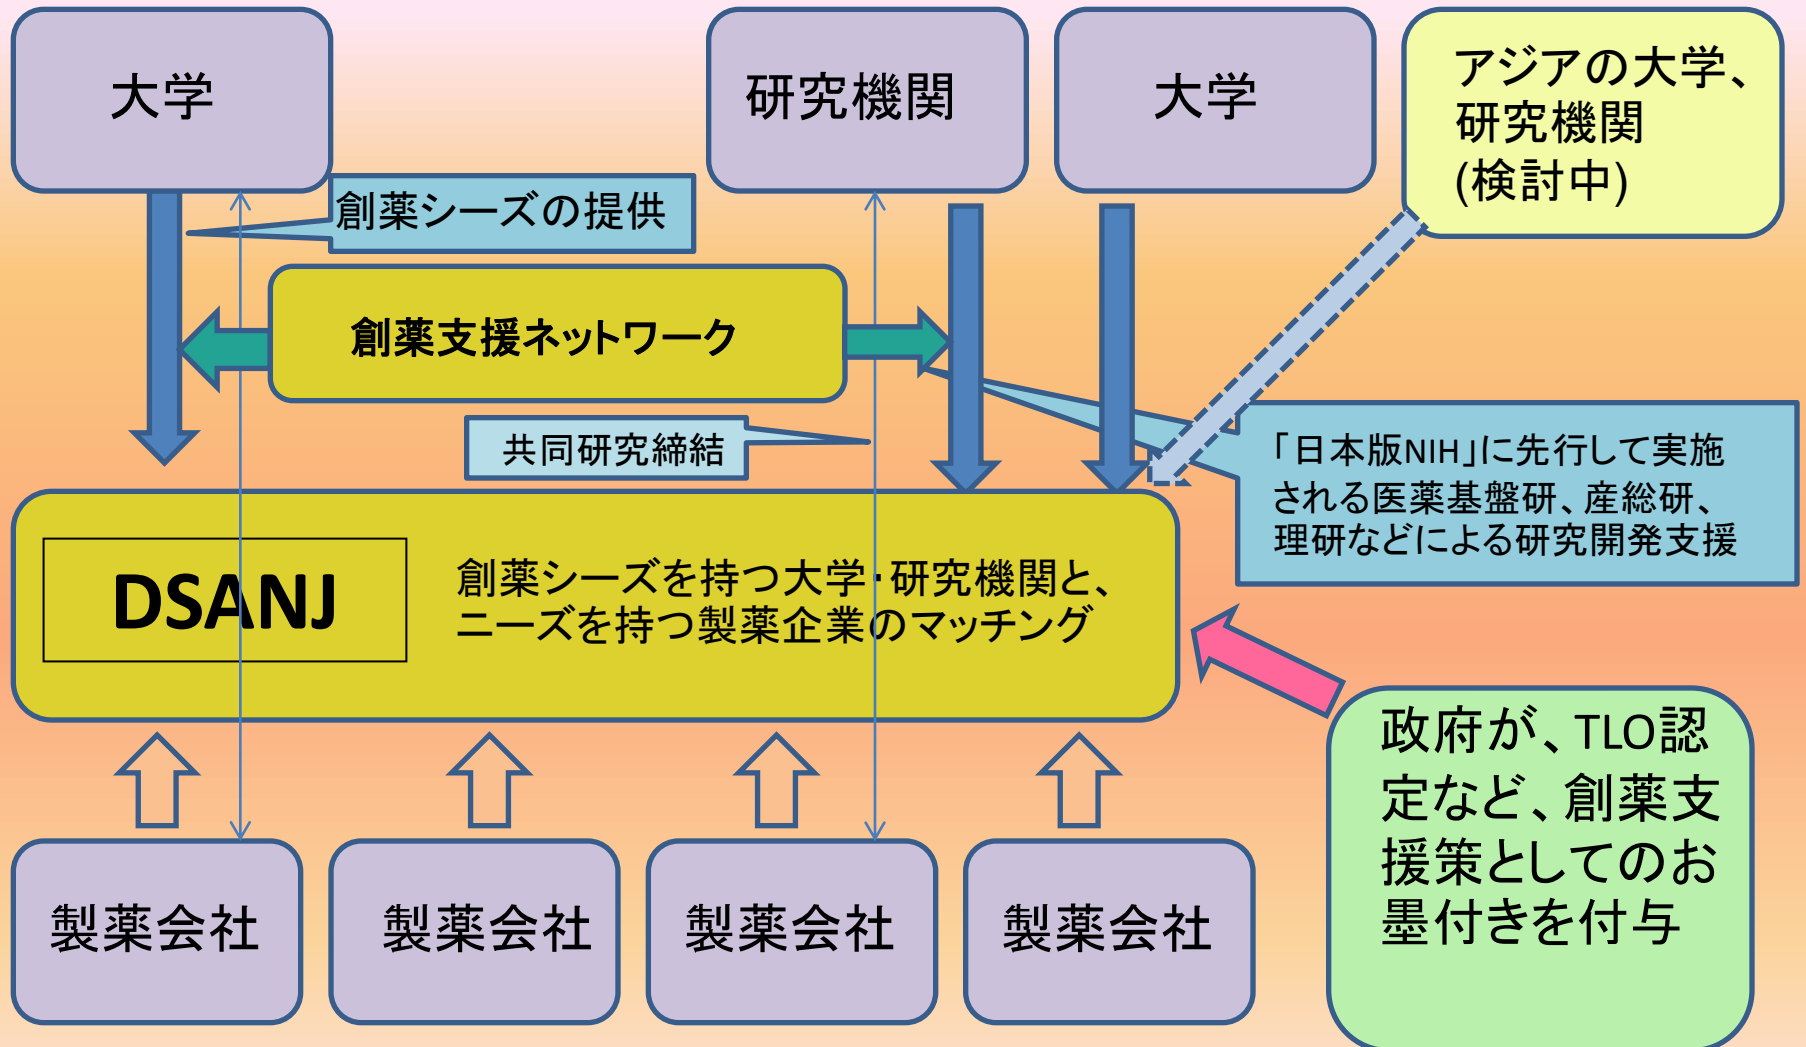 大学
研究機関
大学
アジアの大学、
研究機関
(検討中)
創薬シーズの提供
創薬支援ネットワーク
共同研究締結
「日本版NIH」に先行して実施
される医薬基盤研、産総研、
理研などによる研究開発支援
DSANJ
創薬シーズを持つ大学・研究機関と、
ニーズを持つ製薬企業のマッチング
政府が、TLO認
定など、創薬支
援策としてのお
墨付きを付与
製薬会社
製薬会社
製薬会社
製薬会社